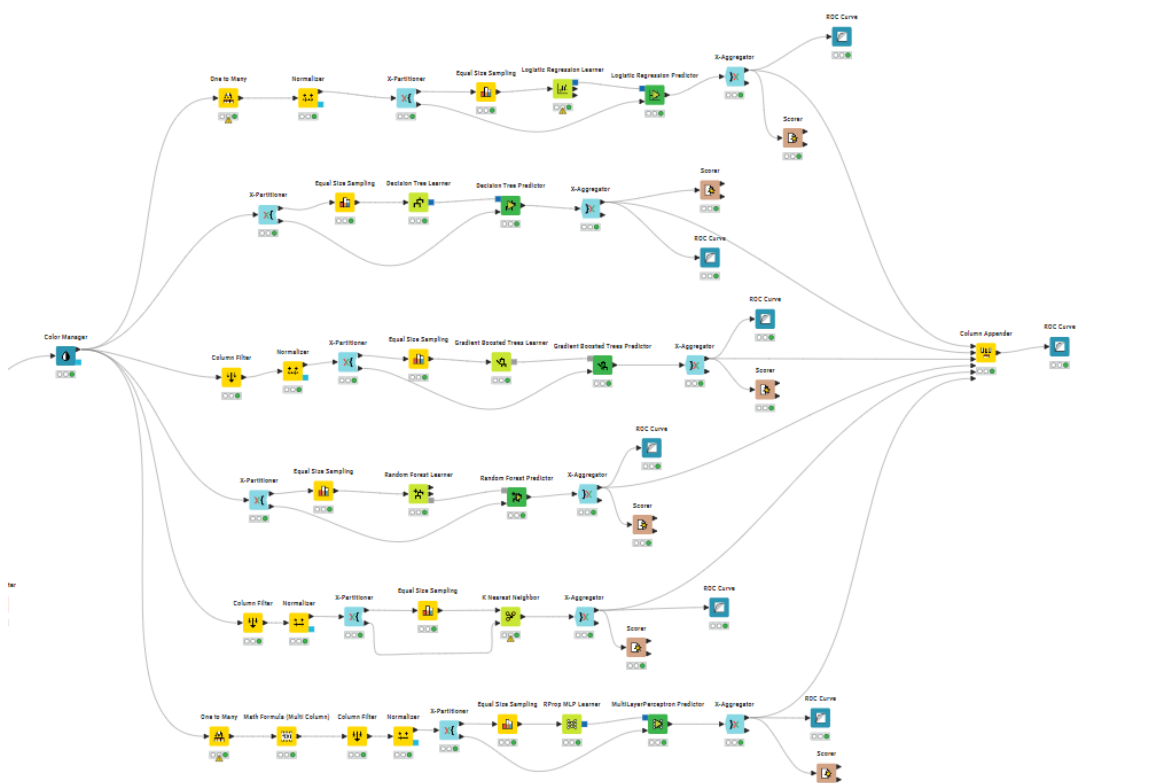 ROC Curve
X-Aggregator
Logistic Regression Learner
Equal Size Sampling
Logistic Regression Predictor
One to Many
Normalizer
X-Partitioner
Scorer
Scorer
Equal Size Sampling
Decision Tree Learner
Decision Tree Predictor
X-Aggregator
X-Partitioner
ROC Curve
ROC Curve
Color Manager
Column Filter
Normalizer
X-Partitioner
Equal Size Sampling
Gradient Boosted Trees Learner
Gradient Boosted Trees Predictor
X-Aggregator
Column Appender
ROC Curve
Scorer
ROC Curve
X-Partitioner
Equal Size Sampling
Random Forest Learner
Random Forest Predictor
X-Aggregator
Scorer
ter
Column Filter
Normalizer
X-Partitioner
Equal Size Sampling
K Nearest Neighbor
X-Aggregator
ROC Curve
Scorer
One to Many
Math Formula (Multi Column)
Column Filter
Normalizer
X-Partitioner
Equal Size Sampling
RProp MLP Learner
MultiLayerPerceptron Predictor
X-Aggregator
ROC Curve
Scorer